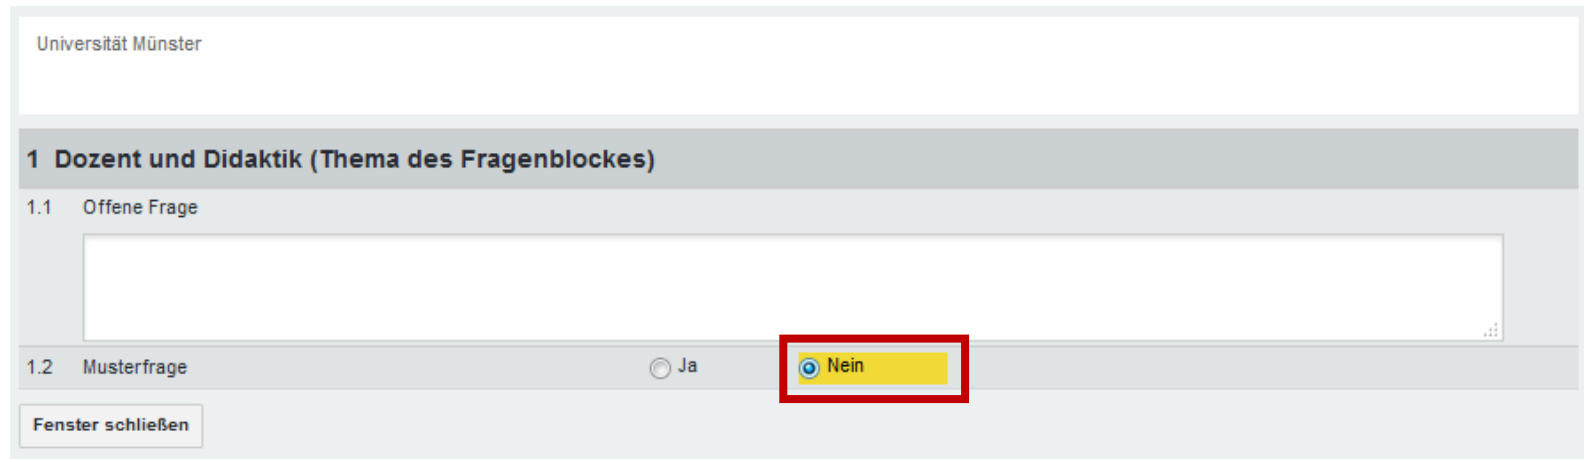 Universität Münster
1 Dozent und Didaktik (Thema des Fragenblockes)
1.1 Offene Frage
1.2 Musterfrage Ja Nein
Fenster schließen